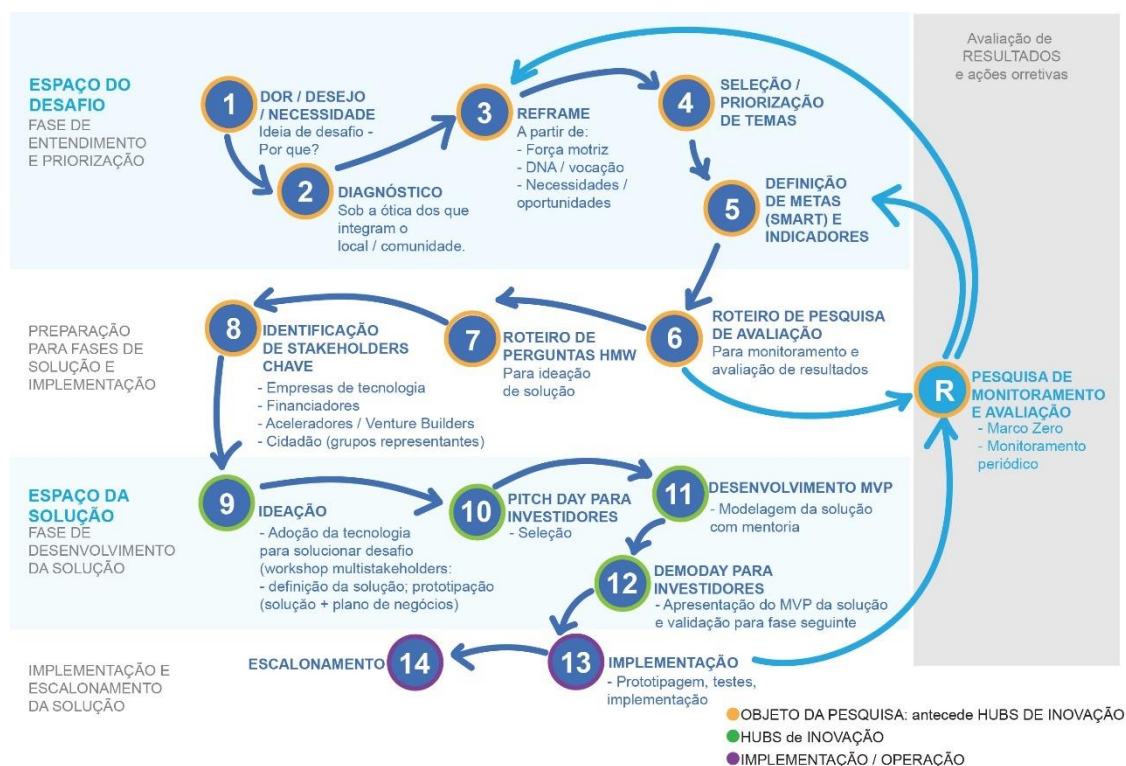 Avaliação de
RESULTADOS
e ações orretivas
ESPAÇO DO
DESAFIO
FASE DE
ENTENDIMENTO
E PRIORIZAÇÃO
1
DOR / DESEJO
/ NECESSIDADE
Ideia de desafio -
Por que?
2
DIAGNÓSTICO
Sob a ótica dos que
integram o
local / comunidade.
3
REFRAME
A partir de:
- Força motriz
- DNA / vocação
- Necessidades /
oportunidades
4
SELEÇÃO /
PRIORIZAÇÃO
DE TEMAS
5
DEFINIÇÃO
DE METAS
(SMART) E
INDICADORES
PREPARAÇÃO
PARA FASES DE
SOLUÇÃO E
IMPLEMENTAÇÃO
6
ROTEIRO DE PESQUISA
DE AVALIAÇÃO
Para monitoramento e
avaliação de resultados
7
ROTEIRO DE
PERGUNTAS HMW
Para ideação
de solução
8
IDENTIFICAÇÃO
DE STAKEHOLDERS
CHAVE
- Empresas de tecnologia
- Financiadores
- Aceleradores / Venture Builders
- Cidadão (grupos representantes)
R
PESQUISA DE
MONITORAMENTO
E AVALIAÇÃO
- Marco Zero
- Monitoramento
periódico
ESPAÇO DA
SOLUÇÃO
FASE DE
DESENVOLVIMENTO
DA SOLUÇÃO
9
IDEAÇÃO
- Adoção da tecnologia
para solucionar desafio
(workshop multistakeholders:
- definição da solução; prototipação
(solução + plano de negócios)
10
PITCH DAY PARA
INVESTIDORES
- Seleção
11
DESENVOLVIMENTO MVP
- Modelagem da solução
com mentoria
12
DEMODAY PARA
INVESTIDORES
- Apresentação do MVP da solução
e validação para fase seguinte
IMPLEMENTAÇÃO E
ESCALONAMENTO
DA SOLUÇÃO
13
IMPLEMENTAÇÃO
- Prototipagem, testes,
implementação
ESCALONAMENTO
14
OBJETO DA PESQUISA: antecede HUBS DE INOVAÇÃO
HUBS de INOVAÇÃO
IMPLEMENTAÇÃO / OPERAÇÃO